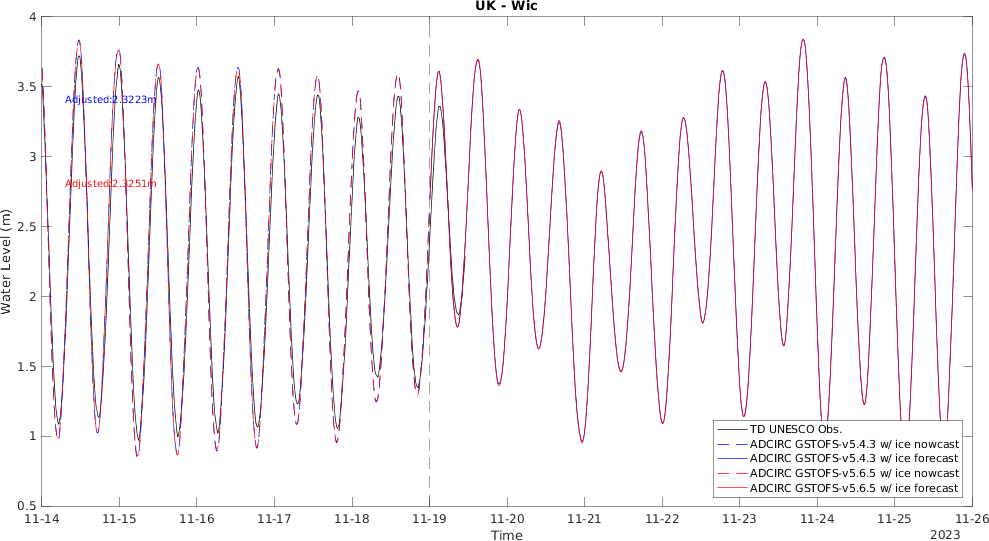 UK - Wic
4
3.5
3
2.5
2
1.5
1
0.5
Water Level (m)
Adjusted:2.3223m
Adjusted:2.3251m
TD UNESCO Obs.
ADCIRC GSTOFS-v5.4.3 w/ ice nowcast
ADCIRC GSTOFS-v5.4.3 w/ ice forecast
ADCIRC GSTOFS-v5.6.5 w/ ice nowcast
ADCIRC GSTOFS-v5.6.5 w/ ice forecast
11-14 11-15 11-16 11-17 11-18 11-19 11-20 11-21 11-22 11-23 11-24 11-25 11-26
Time
2023